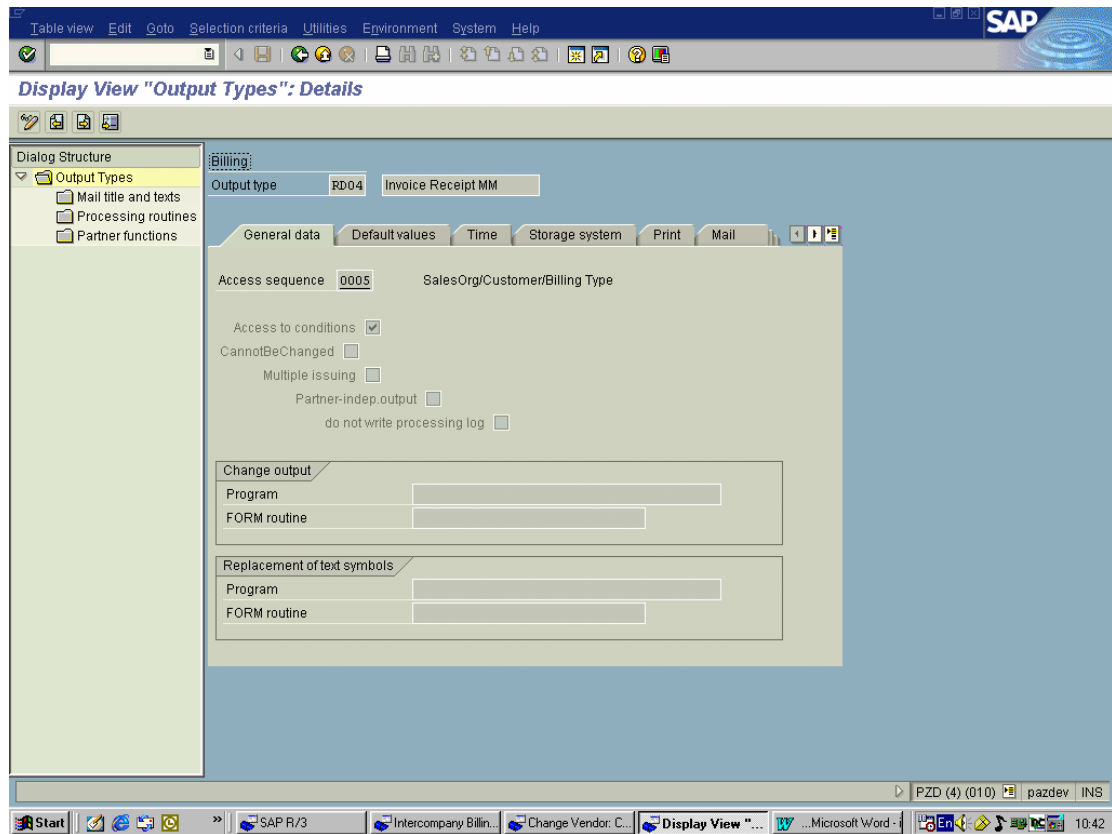 Table view Edit Goto Selection criteria Utilities Environment System Help
SAP
Display View "Output Types": Details
Dialog Structure
Output Types
Mail title and texts
Processing routines
Partner functions
Billing
Output type RD04 Invoice Receipt MM
General data Default values Time Storage system Print Mail
Access sequence 0005 SalesOrg/Customer/Billing Type
Access to conditions
CannotBeChanged
Multiple issuing
Partner-indep.output
do not write processing log
Change output
Program
FORM routine
Replacement of text symbols
Program
FORM routine
PZD (4) (010) pazdev INS
Start » SAP R/3 Intercompany Billin... Change Vendor: C... Display View "... ...Microsoft Word - i En 10:42